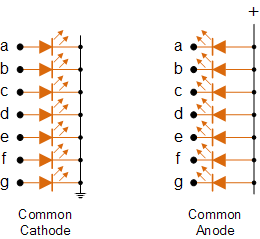 +
a a
b b
c c
d d
e e
f f
g g
Common Common
Cathode Anode